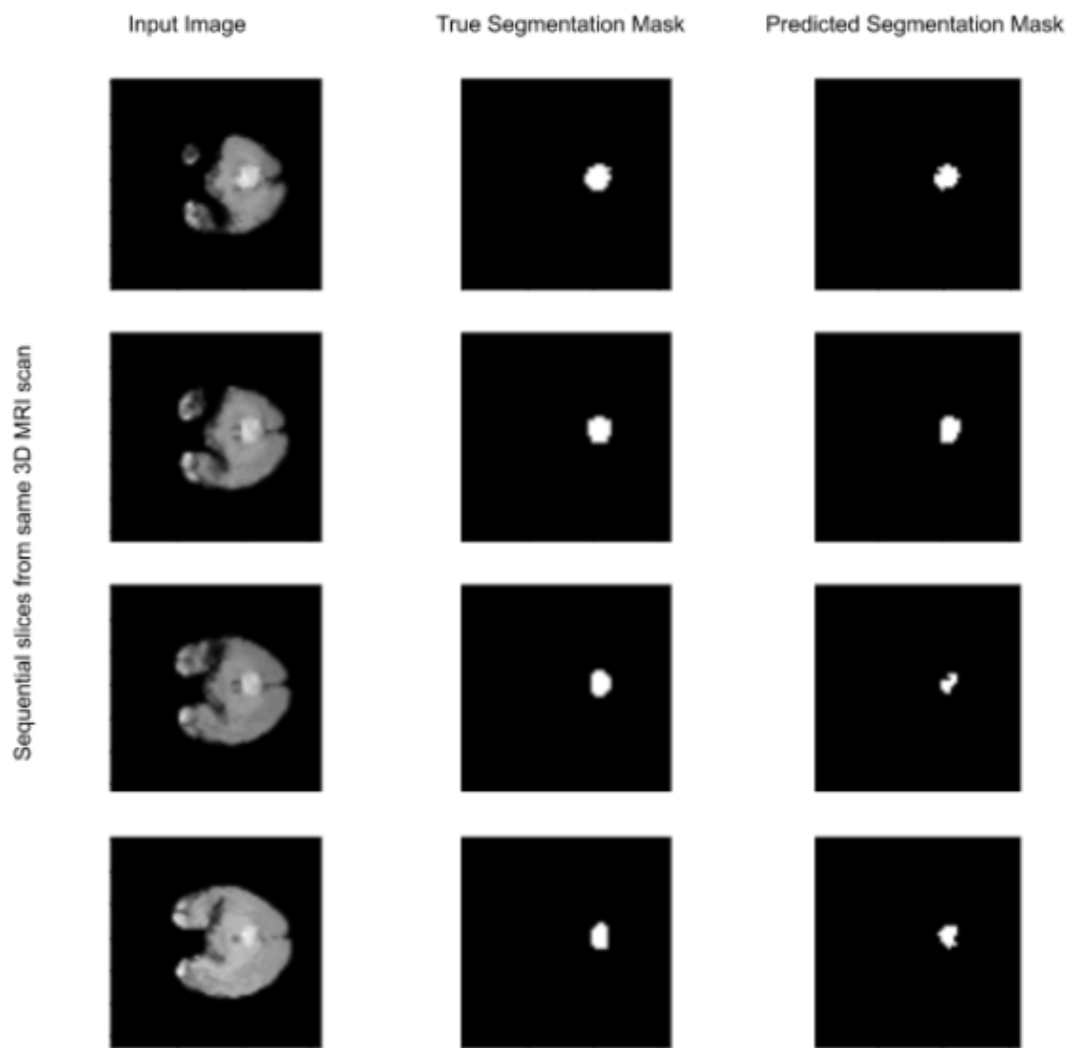 Input Image
True Segmentation Mask
Predicted Segmentation Mask
Sequential slices from same 3D MRI scan